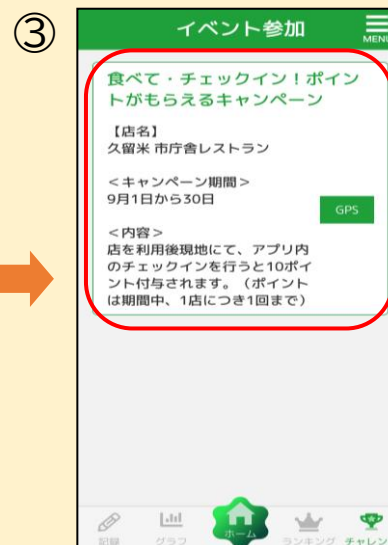 ③
イベント参加
MENU
食べて・チェックイン！ポイン
トがもらえるキャンペーン
【店名】
久留米 市庁舎レストラン
＜キャンペーン期間＞
9月1日から30日
GPS
＜内容＞
店を利用後現地にて、アプリ内
のチェックインを行うと10ポイ
ント付与されます。（ポイント
は期間中、1店につき1回まで）
記録
グラフ
ホーム
ランキング
チャレン